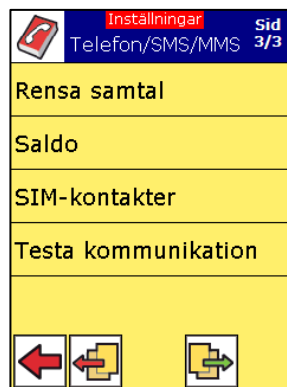 Inställningar
Telefon/SMS/MMS
Sid
3/3
Rensa samtal
Saldo
SIM-kontakter
Testa kommunikation